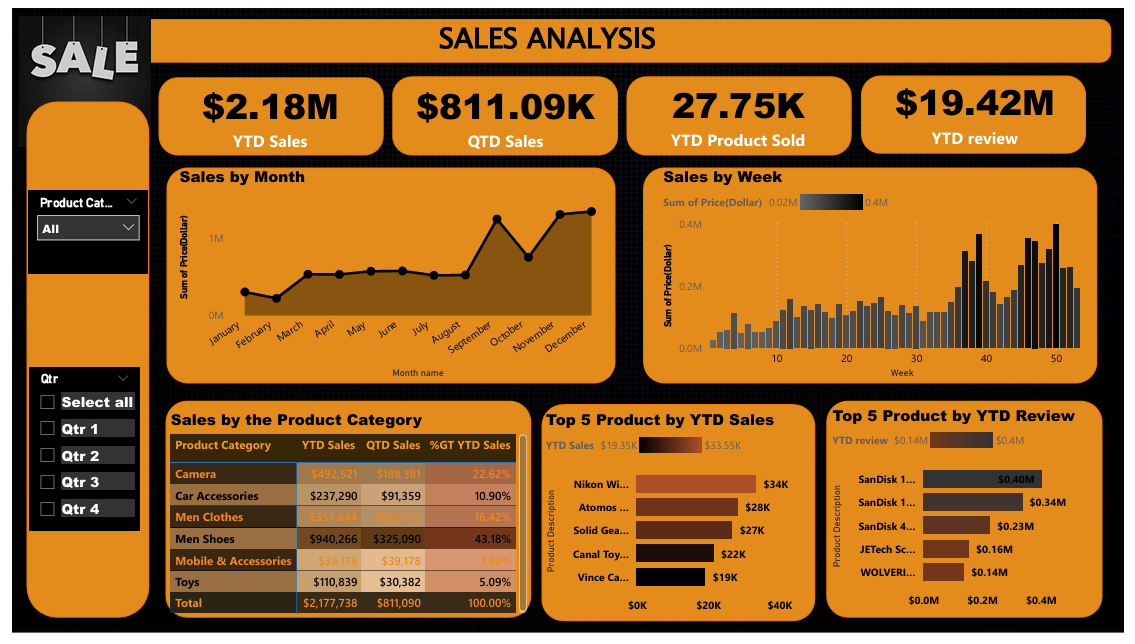 SALE
SALES ANALYSIS
$2.18M
YTD Sales
$811.09K
QTD Sales
27.75K
YTD Product Sold
$19.42M
YTD review
Product Cat...
All
Qtr
Select all
Qtr 1
Qtr 2
Qtr 3
Qtr 4
Sales by Month
Sum of Price(Dollar)
1M
0M
January February March April May June July August September October November December
Month name
Sales by Week
Sum of Price(Dollar) 0.02M 0.4M
Sum of Price(Dollar)
0.4M
0.2M
0.0M
10 20 30 40 50
Week
Sales by the Product Category
Product Category YTD Sales QTD Sales %GT YTD Sales
Camera $492,521 $188,381 22.62%
Car Accessories $237,290 $91,359 10.90%
Men Clothes $357,644 16.42%
Men Shoes $940,266 $325,090 43.18%
Mobile & Accessories $39,178 $39,178 1.80%
Toys $110,839 $30,382 5.09%
Total $2,177,738 $811,090 100.00%
Top 5 Product by YTD Sales
YTD Sales $19.35K $33.55K
Product Description
Nikon Wi... $34K
Atomos ... $28K
Solid Gea... $27K
Canal Toy... $22K
Vince Ca... $19K
$0K $20K $40K
Top 5 Product by YTD Review
YTD review $0.14M $0.4M
Product Description
SanDisk 1... $0.40M
SanDisk 1... $0.34M
SanDisk 4... $0.23M
JETech Sc... $0.16M
WOLVERI... $0.14M
$0.0M $0.2M $0.4M